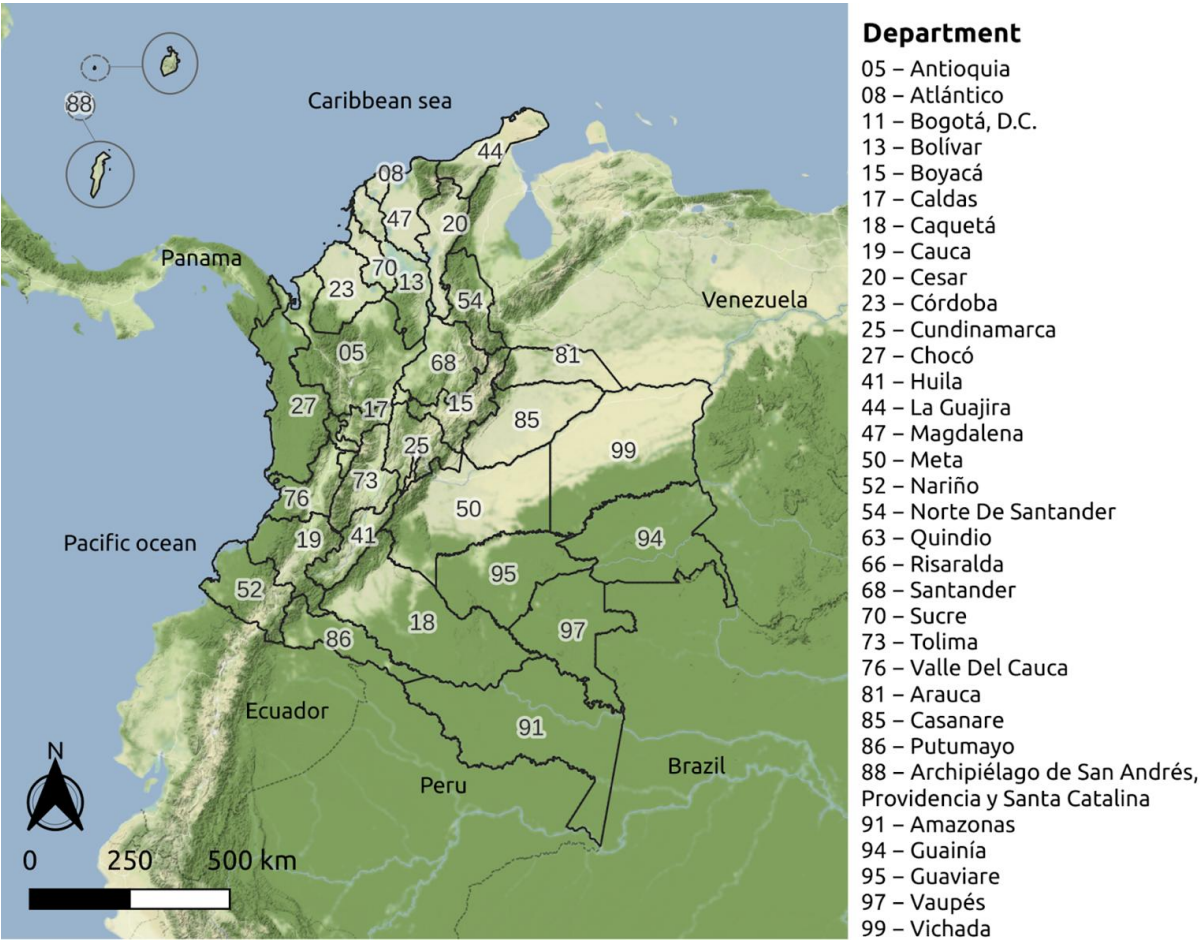 88
Caribbean sea
44
08
47
20
Panama
70
13
23
54
Venezuela
05
68
81
27
17
15
85
25
99
73
76
50
Pacific ocean
19
41
94
95
52
18
97
86
Ecuador
91
Peru
Brazil
N
0 250 500 km
Department
05 – Antioquia
08 – Atlántico
11 – Bogotá, D.C.
13 – Bolívar
15 – Boyacá
17 – Caldas
18 – Caquetá
19 – Cauca
20 – Cesar
23 – Córdoba
25 – Cundinamarca
27 – Chocó
41 – Huila
44 – La Guajira
47 – Magdalena
50 – Meta
52 – Nariño
54 – Norte De Santander
63 – Quindio
66 – Risaralda
68 – Santander
70 – Sucre
73 – Tolima
76 – Valle Del Cauca
81 – Arauca
85 – Casanare
86 – Putumayo
88 – Archipiélago de San Andrés,
Providencia y Santa Catalina
91 – Amazonas
94 – Guainía
95 – Guaviare
97 – Vaupés
99 – Vichada